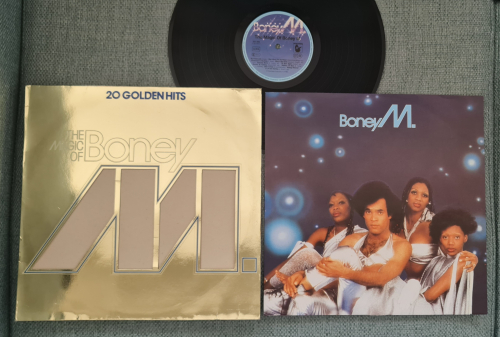 Boney M.
20 GOLDEN HITS
THE
MAGIC
OF
Boney
M.
Boney M.